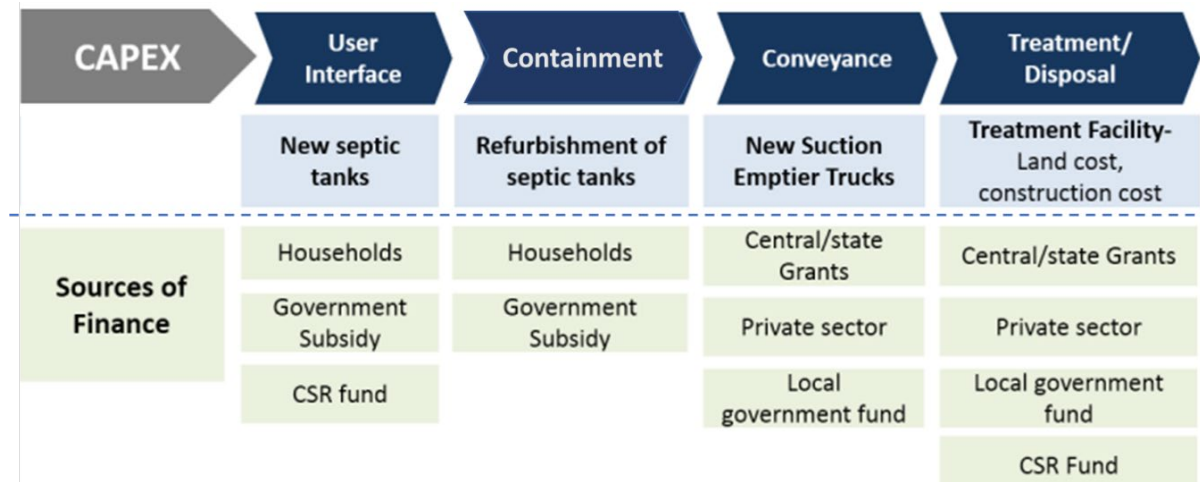 CAPEX
User
Interface
Containment
Conveyance
Treatment/
Disposal
New septic
tanks
Refurbishment of
septic tanks
New Suction
Emptier Trucks
Treatment Facility-
Land cost,
construction cost
Sources of
Finance
Households
Government
Subsidy
CSR fund
Households
Government
Subsidy
Central/state
Grants
Private sector
Local
government fund
Central/state Grants
Private sector
Local government
fund
CSR Fund